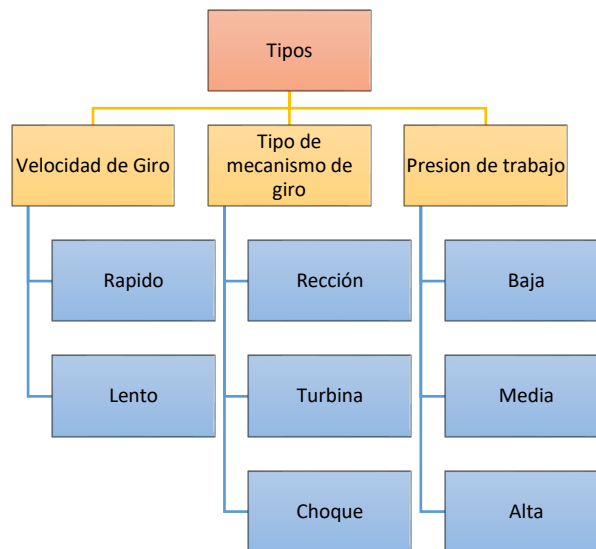 Tipos
Velocidad de Giro
Tipo de
mecanismo de
giro
Presion de trabajo
Rapido
Rección
Baja
Lento
Turbina
Media
Choque
Alta